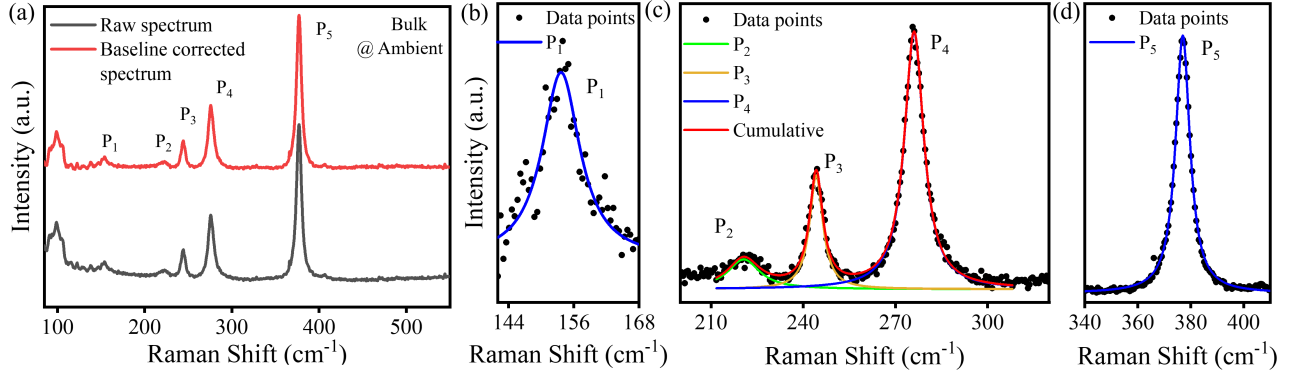 (a)
Raw spectrum
Baseline corrected
spectrum
Bulk
@ Ambient
P₁
P₂
P₃
P₄
P₅
Intensity (a.u.)
100 200 300 400 500
Raman Shift (cm⁻¹)
(b)
Data points
P₁
P₁
144 156 168
Raman Shift (cm⁻¹)
(c)
Data points
P₂
P₃
P₄
Cumulative
P₂
P₃
P₄
Intensity (a.u.)
210 240 270 300
Raman Shift (cm⁻¹)
(d)
Data points
P₅
P₅
340 360 380 400
Raman Shift (cm⁻¹)